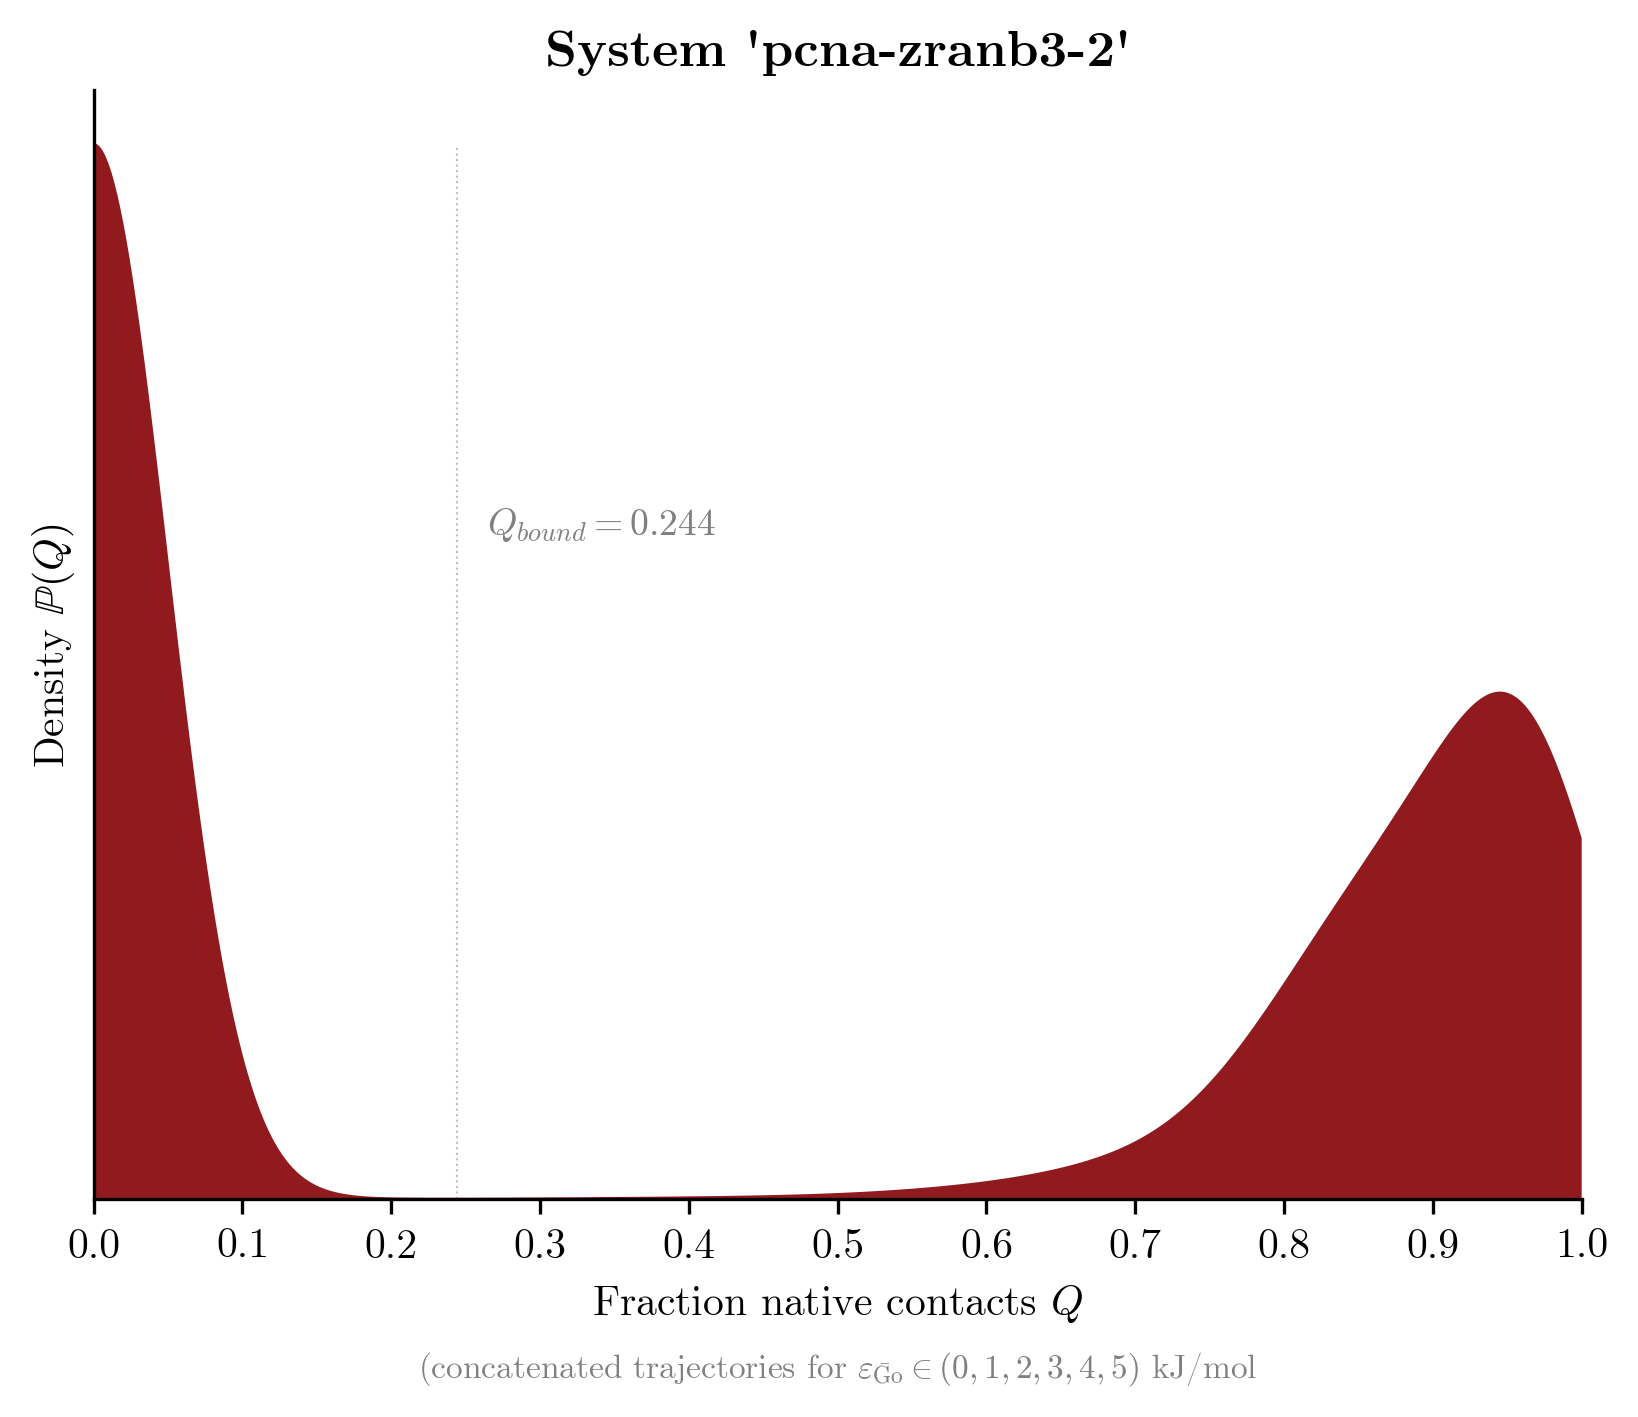 System 'pcna-zranb3-2'
Density ℙ(Q)
Q_bound = 0.244
0.0 0.1 0.2 0.3 0.4 0.5 0.6 0.7 0.8 0.9 1.0
Fraction native contacts Q
(concatenated trajectories for ε_Ḡo ∈ (0, 1, 2, 3, 4, 5) kJ/mol